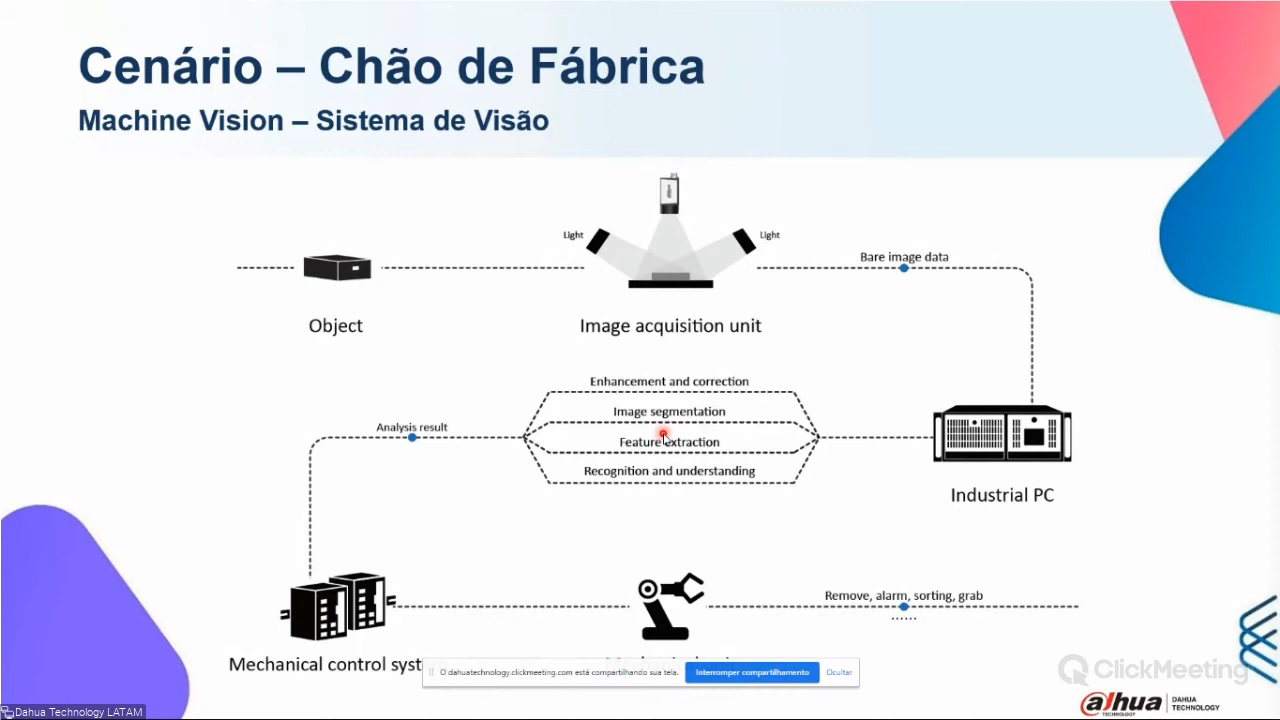 Cenário – Chão de Fábrica
Machine Vision – Sistema de Visão
Light
Light
Bare image data
Object
Image acquisition unit
Enhancement and correction
Image segmentation
Analysis result
Feature extraction
Recognition and understanding
Industrial PC
Remove, alarm, sorting, grab
......
Mechanical control
O dahuatechnology.clickmeeting.com está compartilhando sua tela.
Interromper compartilhamento
Ocultar
ClickMeeting
alhua
TECHNOLOGY
DAHUA
TECHNOLOGY
Dahua Technology LATAM